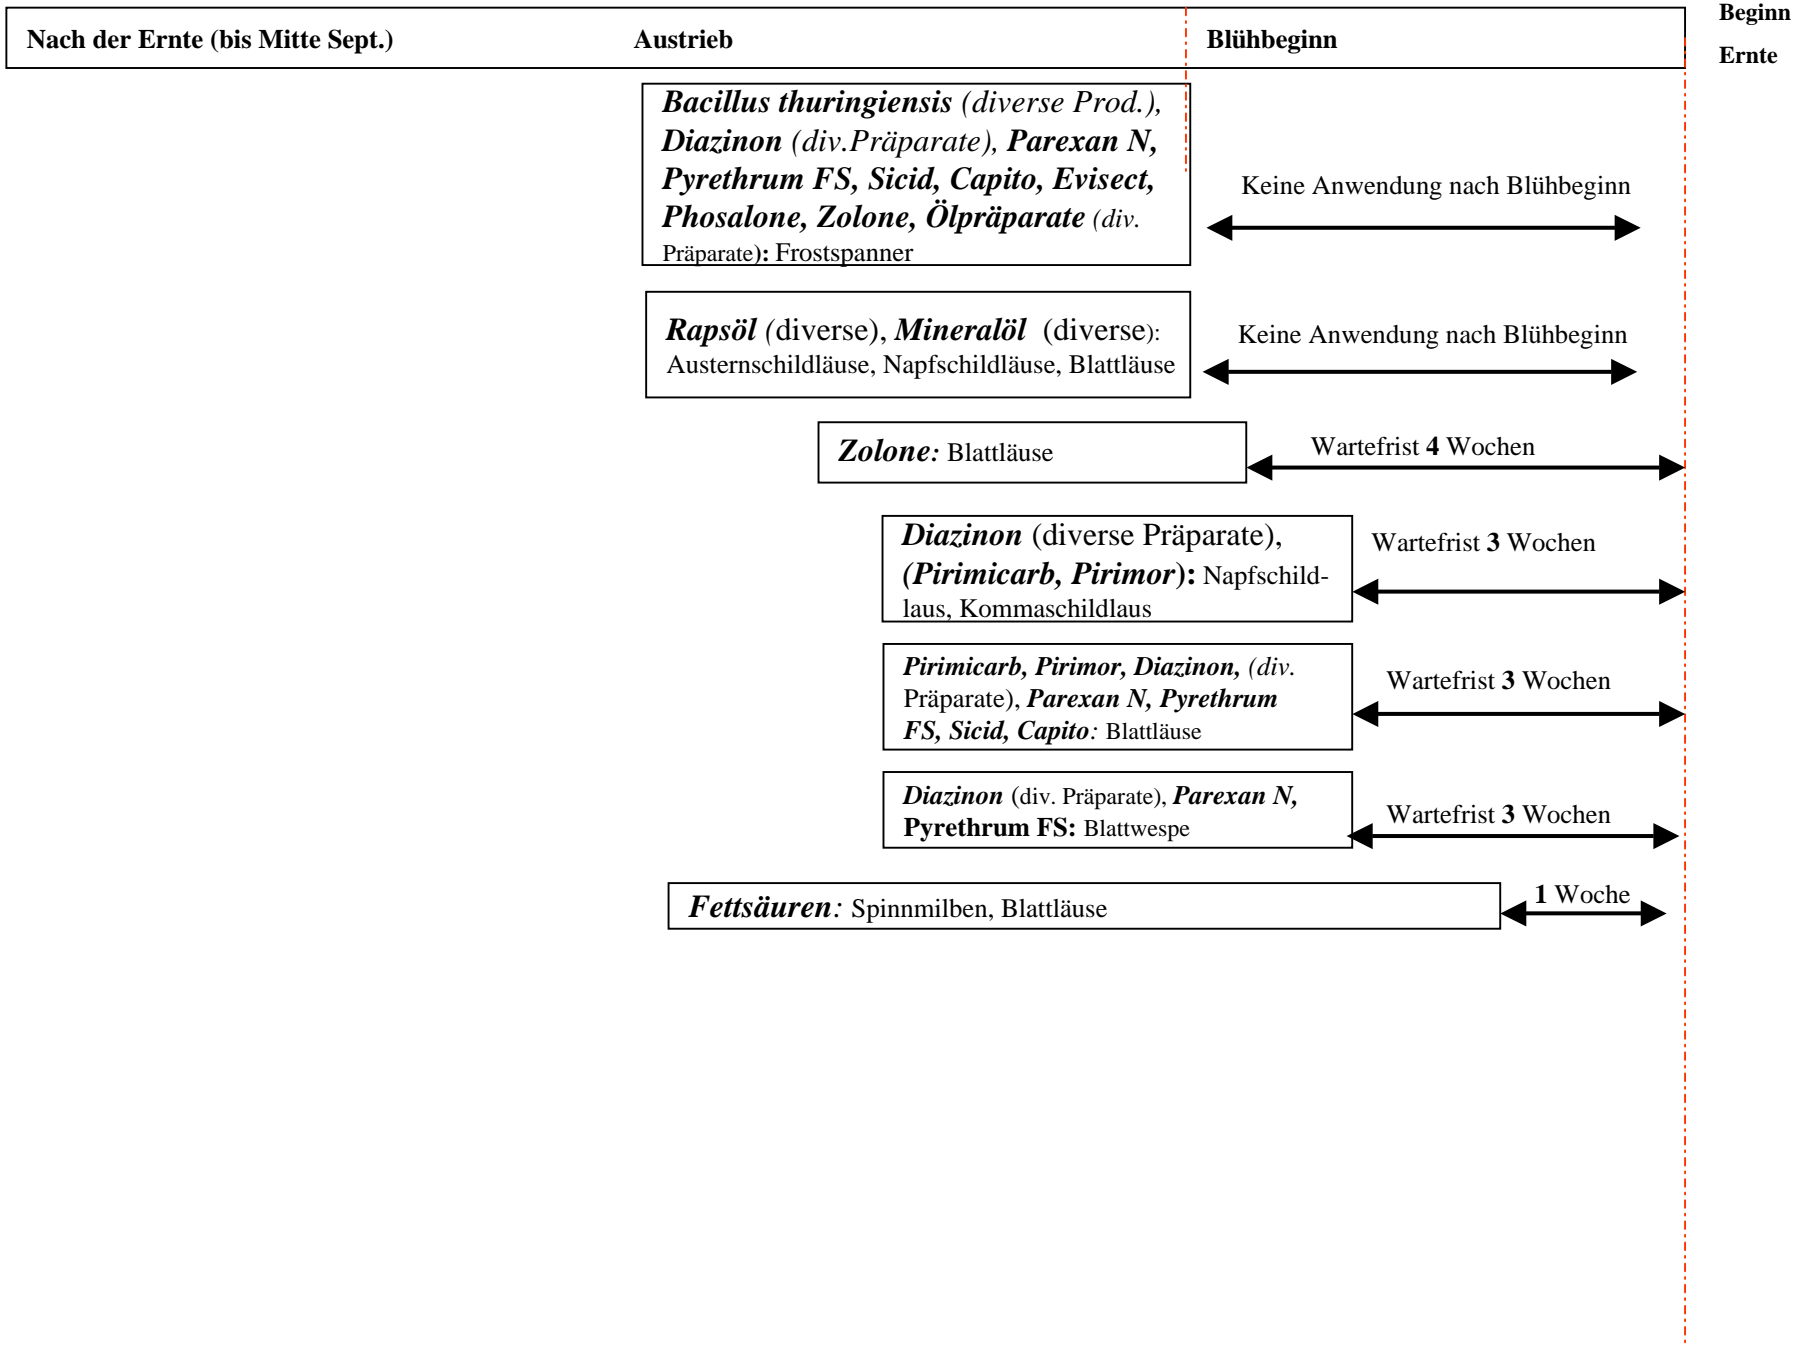 Beginn
Nach der Ernte (bis Mitte Sept.) Austrieb Blühbeginn
Ernte
Bacillus thuringiensis (diverse Prod.),
Diazinon (div.Präparate), Parexan N,
Pyrethrum FS, Sicid, Capito, Evisect,
Phosalone, Zolone, Ölpräparate (div.
Präparate): Frostspanner
Keine Anwendung nach Blühbeginn
Rapsöl (diverse), Mineralöl (diverse):
Austernschildläuse, Napfschildläuse, Blattläuse
Keine Anwendung nach Blühbeginn
Zolone: Blattläuse
Wartefrist 4 Wochen
Diazinon (diverse Präparate),
(Pirimicarb, Pirimor): Napfschild-
laus, Kommaschildlaus
Wartefrist 3 Wochen
Pirimicarb, Pirimor, Diazinon, (div.
Präparate), Parexan N, Pyrethrum
FS, Sicid, Capito: Blattläuse
Wartefrist 3 Wochen
Diazinon (div. Präparate), Parexan N,
Pyrethrum FS: Blattwespe
Wartefrist 3 Wochen
Fettsäuren: Spinnmilben, Blattläuse
1 Woche